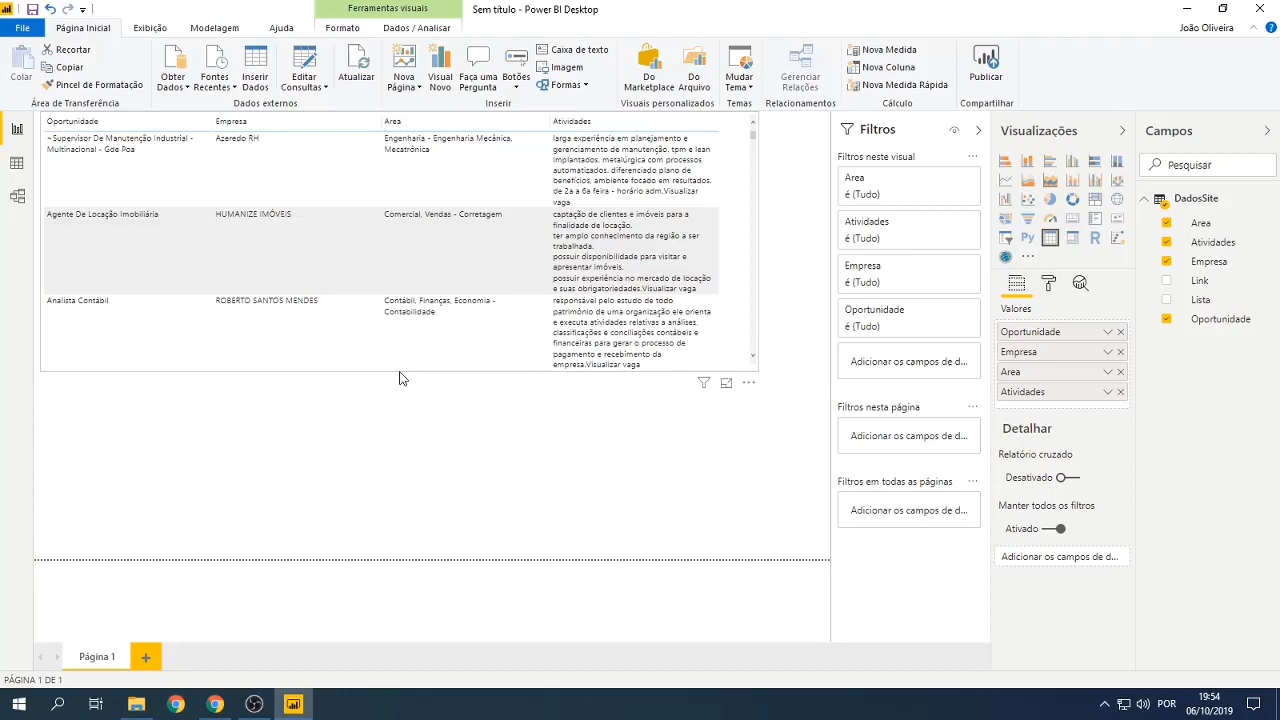 Ferramentas visuais
Sem título - Power BI Desktop
File
Página Inicial
Exibição
Modelagem
Ajuda
Formato
Dados / Analisar
João Oliveira
Colar
Recortar
Copiar
Pincel de Formatação
Área de Transferência
Obter Dados
Fontes Recentes
Inserir Dados
Editar Consultas
Atualizar
Dados externos
Nova Página
Visual Novo
Faça uma Pergunta
Botões
Caixa de texto
Imagem
Formas
Inserir
Do Marketplace
Do Arquivo
Visuais personalizados
Mudar Tema
Temas
Gerenciar Relações
Relacionamentos
Nova Medida
Nova Coluna
Nova Medida Rápida
Cálculo
Publicar
Compartilhar
Oportunidade Empresa Area Atividades
~Supervisor De Manutenção Industrial - Multinacional - Gde Poa
Azeredo RH
Engenharia - Engenharia Mecânica, Mecatrônica
larga experiência em planejamento e
gerenciamento de manutenção, tpm e lean
implantados. metalúrgica com processos
automatizados. diferenciado plano de
benefícios, ambiente focado em resultados.
de 2a a 6a feira - horário adm.Visualizar
vaga
Agente De Locação Imobiliária
HUMANIZE IMÓVEIS
Comercial, Vendas - Corretagem
captação de clientes e imóveis para a
finalidade de locação.
ter amplo conhecimento da região a ser
trabalhada.
possuir disponibilidade para visitar e
apresentar imóveis.
possuir experiência no mercado de locação
e suas obrigatoriedades.Visualizar vaga
Analista Contábil
ROBERTO SANTOS MENDES
Contábil, Finanças, Economia - Contabilidade
responsável pelo estudo de todo
patrimônio de uma organização ele orienta
e executa atividades relativas a análises,
classificações e conciliações contábeis e
financeiras para gerar o processo de
pagamento e recebimento da
empresa.Visualizar vaga
Filtros
Filtros neste visual
Area
é (Tudo)
Atividades
é (Tudo)
Empresa
é (Tudo)
Oportunidade
é (Tudo)
Adicionar os campos de d...
Filtros nesta página
Adicionar os campos de d...
Filtros em todas as páginas
Adicionar os campos de d...
Visualizações
Py
R
Valores
Oportunidade
Empresa
Area
Atividades
Detalhar
Relatório cruzado
Desativado
Manter todos os filtros
Ativado
Adicionar os campos de d...
Campos
Pesquisar
DadosSite
Area
Atividades
Empresa
Link
Lista
Oportunidade
Página 1
PÁGINA 1 DE 1
POR
19:54
06/10/2019